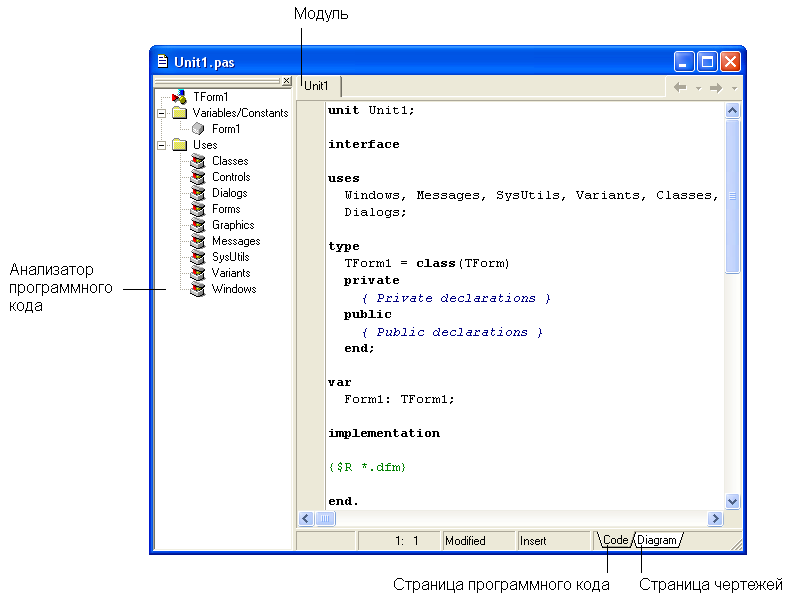 Модуль
Unit1.pas
Unit1
TForm1
Variables/Constants
Form1
Uses
Classes
Controls
Dialogs
Forms
Graphics
Messages
SysUtils
Variants
Windows
Анализатор
программного
кода
unit Unit1;
interface
uses
Windows, Messages, SysUtils, Variants, Classes,
Dialogs;
type
TForm1 = class(TForm)
private
{ Private declarations }
public
{ Public declarations }
end;
var
Form1: TForm1;
implementation
{$R *.dfm}
end.
1: 1 Modified Insert Code Diagram
Страница программного кода Страница чертежей